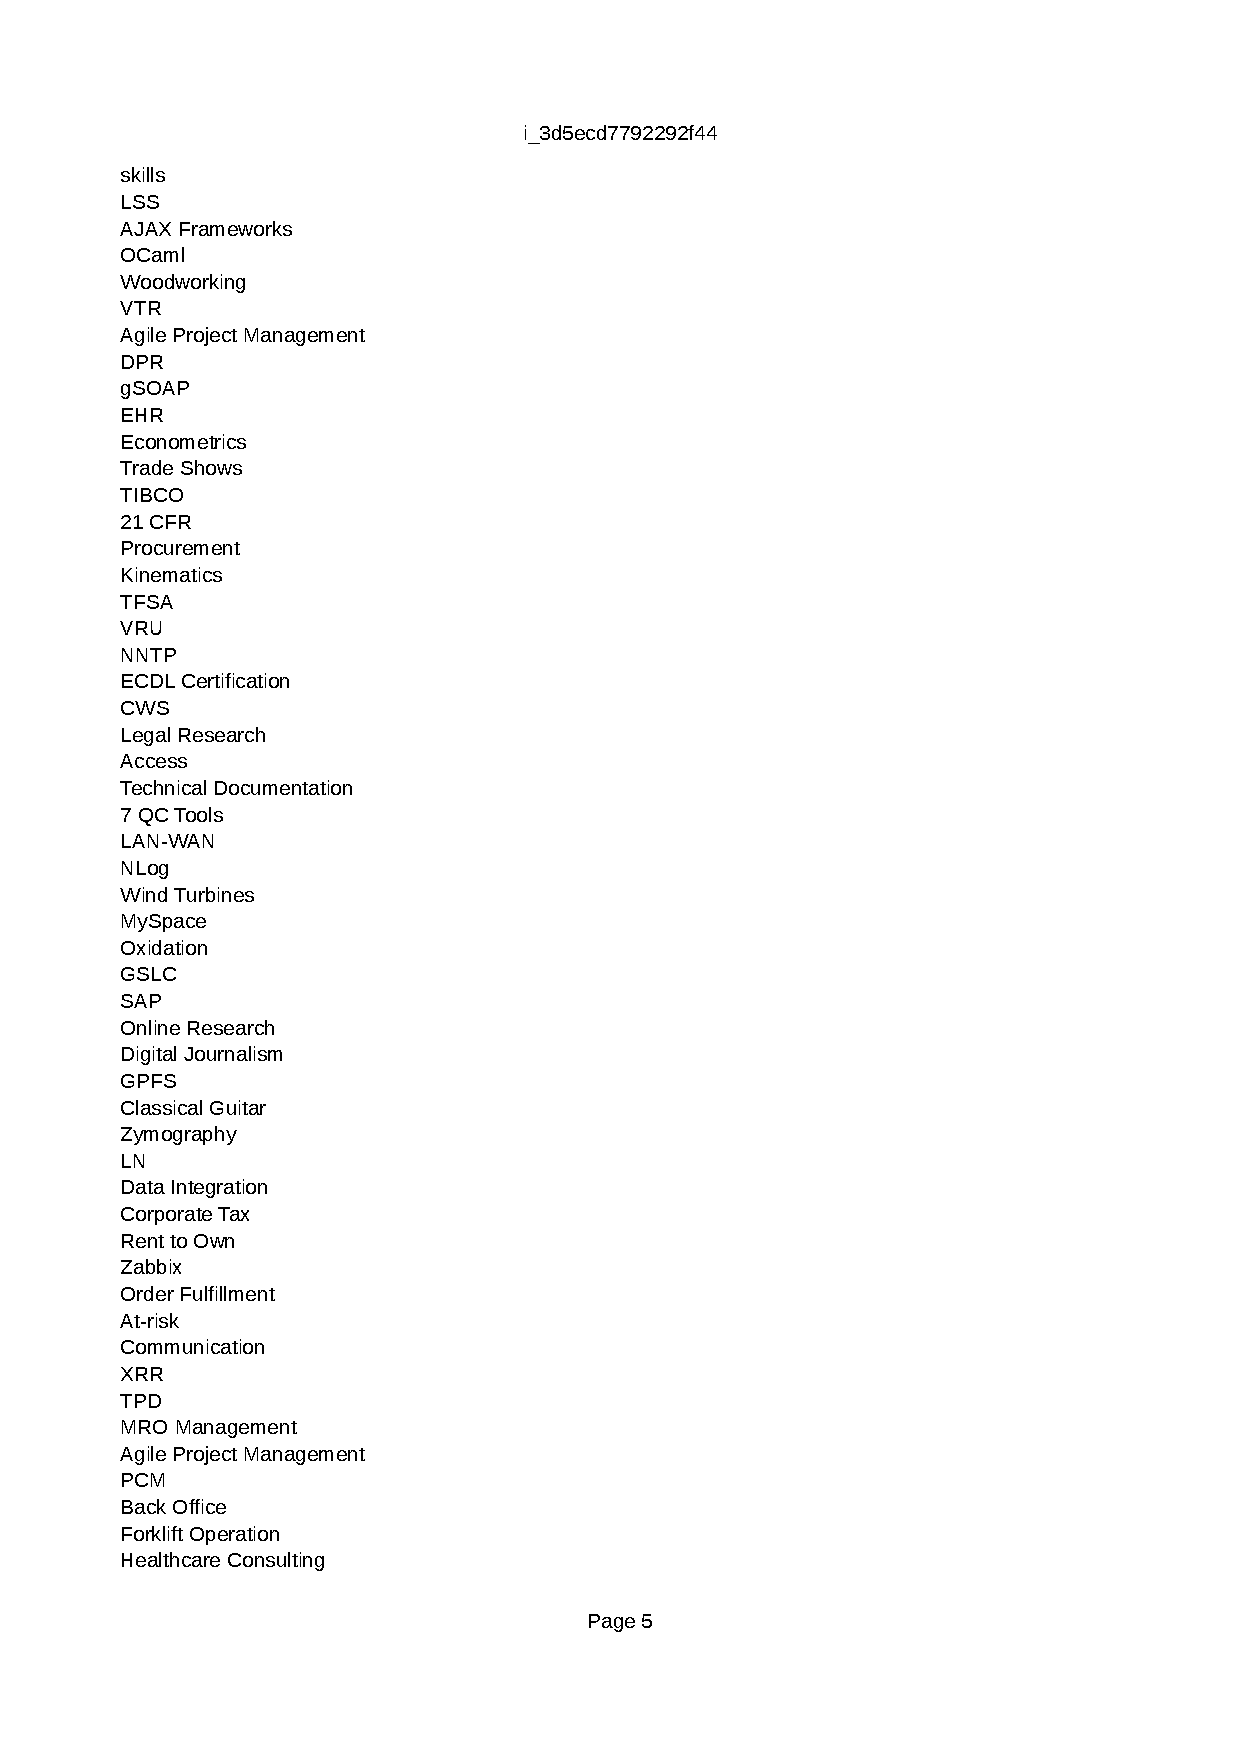 i_3d5ecd7792292f44
skills
LSS
AJAX Frameworks
OCaml
Woodworking
VTR
Agile Project Management
DPR
gSOAP
EHR
Econometrics
Trade Shows
TIBCO
21 CFR
Procurement
Kinematics
TFSA
VRU
NNTP
ECDL Certification
CWS
Legal Research
Access
Technical Documentation
7 QC Tools
LAN-WAN
NLog
Wind Turbines
MySpace
Oxidation
GSLC
SAP
Online Research
Digital Journalism
GPFS
Classical Guitar
Zymography
LN
Data Integration
Corporate Tax
Rent to Own
Zabbix
Order Fulfillment
At-risk
Communication
XRR
TPD
MRO Management
Agile Project Management
PCM
Back Office
Forklift Operation
Healthcare Consulting
Page 5